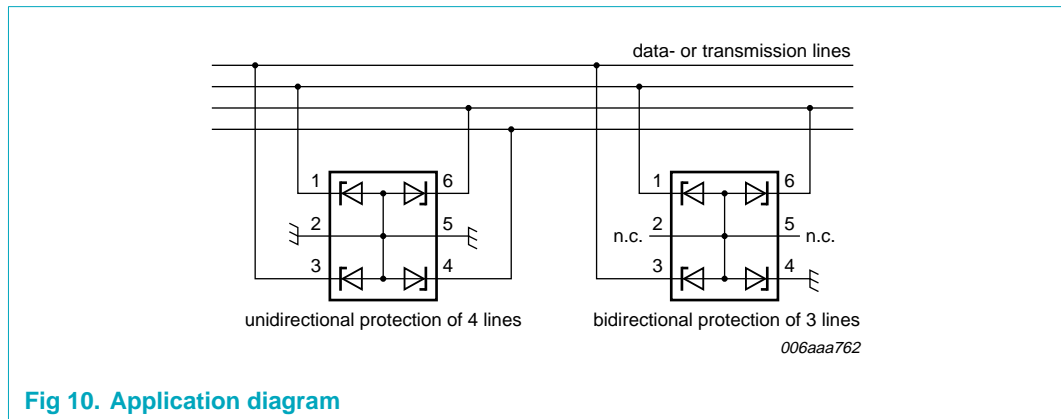 data- or transmission lines
1 6 1 6
2 5 2 5
n.c. n.c.
3 4 3 4
unidirectional protection of 4 lines bidirectional protection of 3 lines
006aaa762
Fig 10. Application diagram